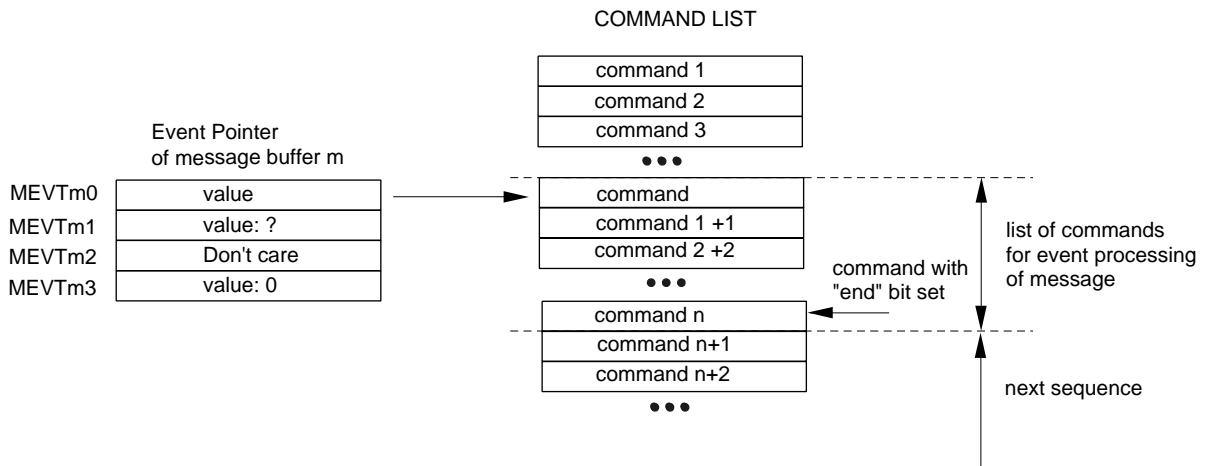 COMMAND LIST
command 1
command 2
command 3
Event Pointer
of message buffer m
MEVTm0
value
MEVTm1
value: ?
MEVTm2
Don't care
MEVTm3
value: 0
command
command 1 +1
command 2 +2
command n
command n+1
command n+2
command with
"end" bit set
list of commands
for event processing
of message
next sequence